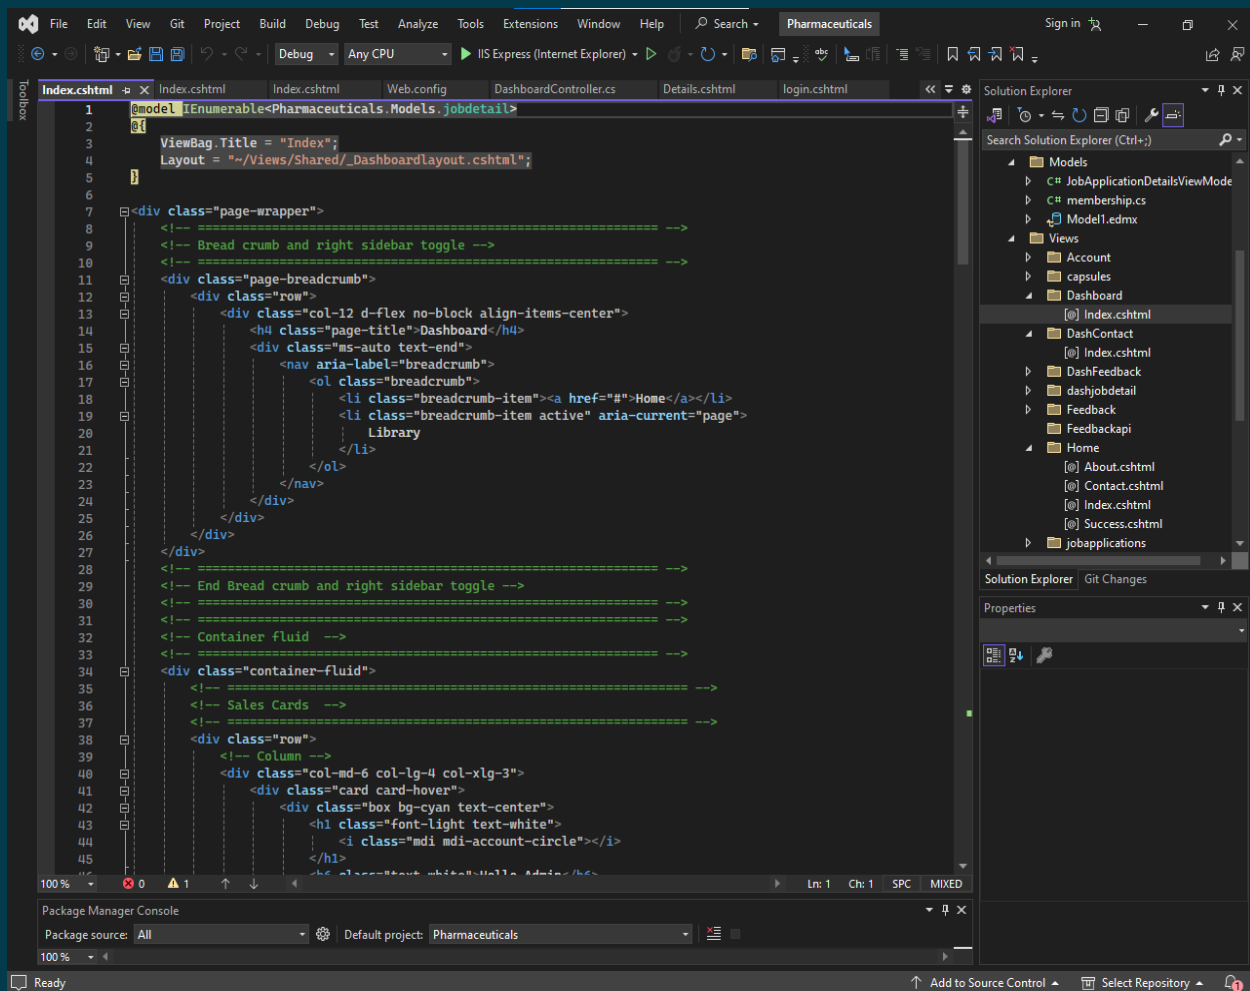 File Edit View Git Project Build Debug Test Analyze Tools Extensions Window Help Search Pharmaceuticals Sign in
Debug Any CPU IIS Express (Internet Explorer)
Toolbox
Index.cshtml Index.cshtml Index.cshtml Web.config DashboardController.cs Details.cshtml login.cshtml
1 @model IEnumerable<Pharmaceuticals.Models.jobdetail>
2 @{
3 ViewBag.Title = "Index";
4 Layout = "~/Views/Shared/_Dashboardlayout.cshtml";
5 }
6
7 <div class="page-wrapper">
8 <!-- ============================================================== -->
9 <!-- Bread crumb and right sidebar toggle -->
10 <!-- ============================================================== -->
11 <div class="page-breadcrumb">
12 <div class="row">
13 <div class="col-12 d-flex no-block align-items-center">
14 <h4 class="page-title">Dashboard</h4>
15 <div class="ms-auto text-end">
16 <nav aria-label="breadcrumb">
17 <ol class="breadcrumb">
18 <li class="breadcrumb-item"><a href="#">Home</a></li>
19 <li class="breadcrumb-item active" aria-current="page">
20 Library
21 </li>
22 </ol>
23 </nav>
24 </div>
25 </div>
26 </div>
27 </div>
28 <!-- ============================================================== -->
29 <!-- End Bread crumb and right sidebar toggle -->
30 <!-- ============================================================== -->
31 <!-- ============================================================== -->
32 <!-- Container fluid  -->
33 <!-- ============================================================== -->
34 <div class="container-fluid">
35 <!-- ============================================================== -->
36 <!-- Sales Cards  -->
37 <!-- ============================================================== -->
38 <div class="row">
39 <!-- Column -->
40 <div class="col-md-6 col-lg-4 col-xlg-3">
41 <div class="card card-hover">
42 <div class="box bg-cyan text-center">
43 <h1 class="font-light text-white">
44 <i class="mdi mdi-account-circle"></i>
45 </h1>
100 % 0 1 Ln: 1 Ch: 1 SPC MIXED
Package Manager Console
Package source: All Default project: Pharmaceuticals
100 %
Solution Explorer
Search Solution Explorer (Ctrl+;)
Models
C# JobApplicationDetailsViewMode
C# membership.cs
Model1.edmx
Views
Account
capsules
Dashboard
[@] Index.cshtml
DashContact
[@] Index.cshtml
DashFeedback
dashjobdetail
Feedback
Feedbackapi
Home
[@] About.cshtml
[@] Contact.cshtml
[@] Index.cshtml
[@] Success.cshtml
jobapplications
Solution Explorer Git Changes
Properties
Ready Add to Source Control Select Repository 1